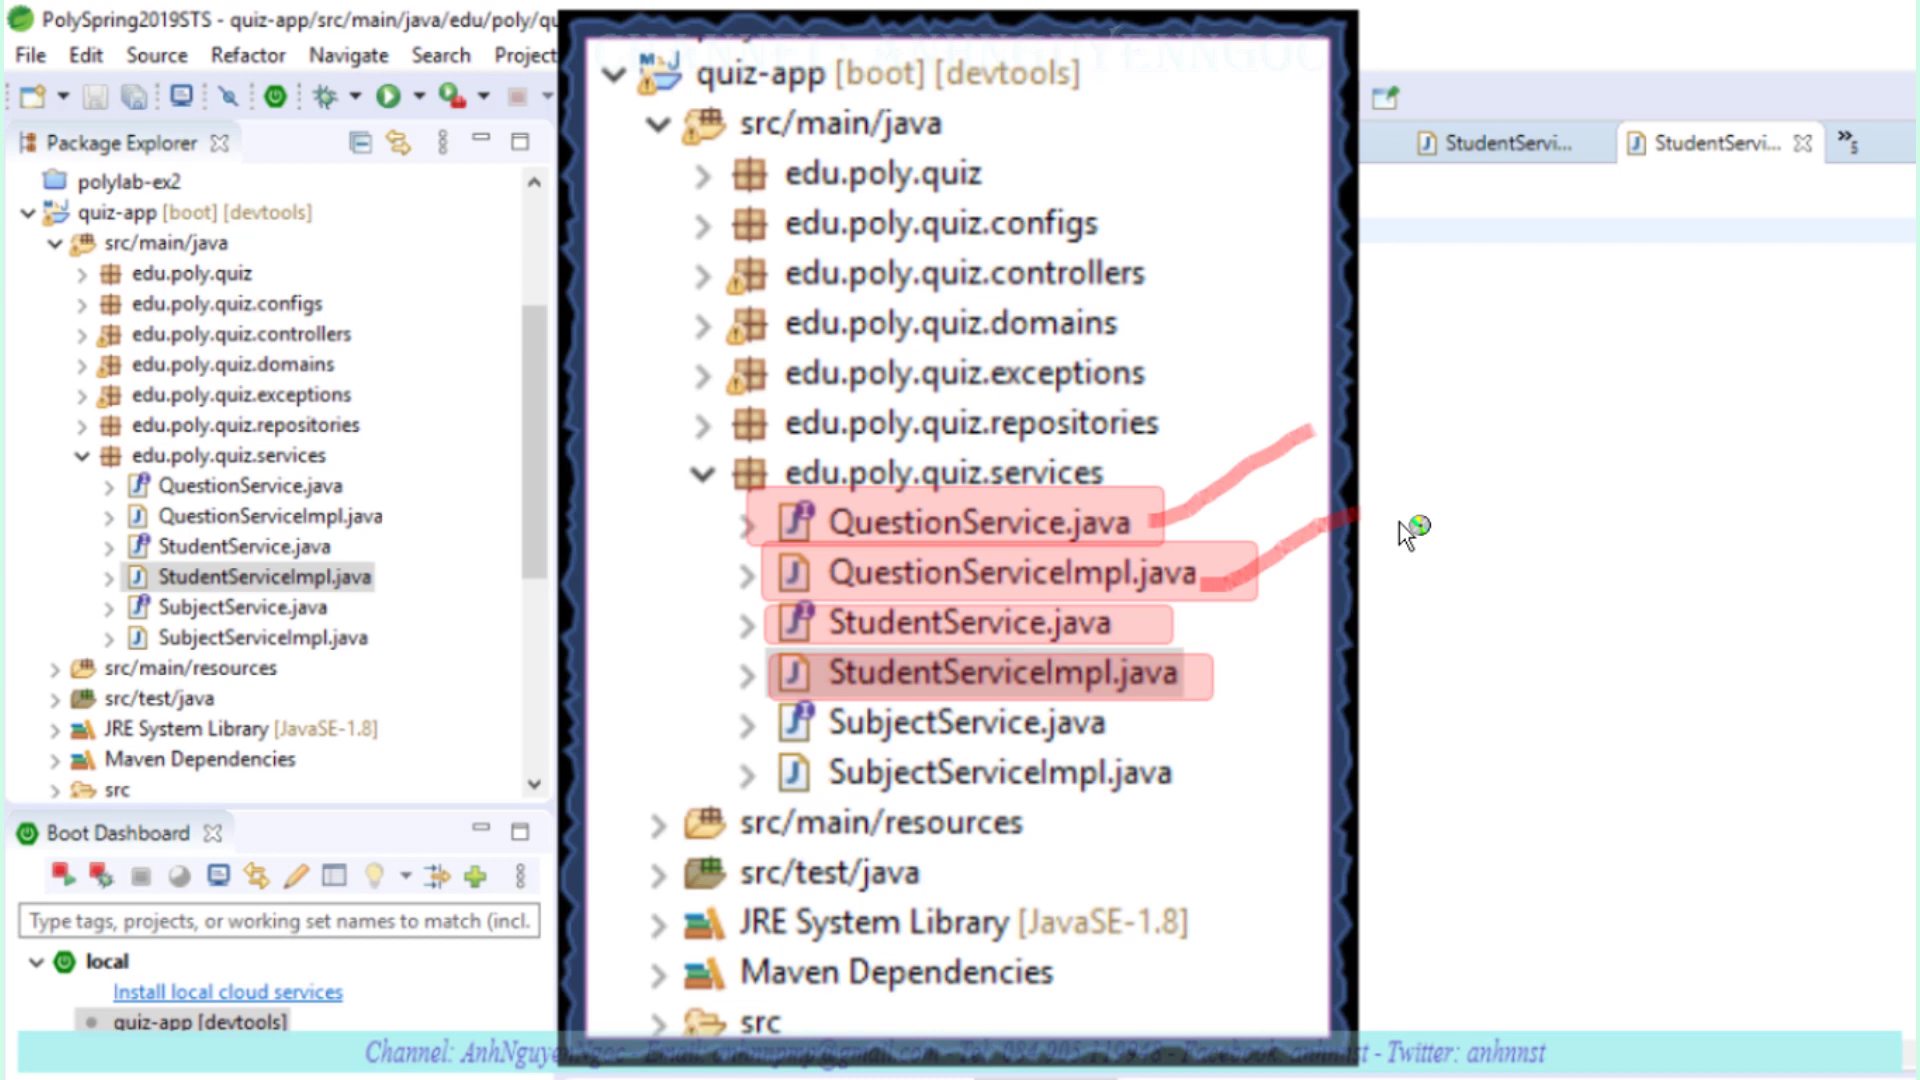 PolySpring2019STS - quiz-app/src/main/java/edu/poly/qu
File Edit Source Refactor Navigate Search Project
Package Explorer
polylab-ex2
quiz-app [boot] [devtools]
src/main/java
edu.poly.quiz
edu.poly.quiz.configs
edu.poly.quiz.controllers
edu.poly.quiz.domains
edu.poly.quiz.exceptions
edu.poly.quiz.repositories
edu.poly.quiz.services
QuestionService.java
QuestionServiceImpl.java
StudentService.java
StudentServiceImpl.java
SubjectService.java
SubjectServiceImpl.java
src/main/resources
src/test/java
JRE System Library [JavaSE-1.8]
Maven Dependencies
src
Boot Dashboard
Type tags, projects, or working set names to match (incl.
local
Install local cloud services
quiz-app [devtools]
CHANNEL: ANHNGUYENNGOC
quiz-app [boot] [devtools]
src/main/java
edu.poly.quiz
edu.poly.quiz.configs
edu.poly.quiz.controllers
edu.poly.quiz.domains
edu.poly.quiz.exceptions
edu.poly.quiz.repositories
edu.poly.quiz.services
QuestionService.java
QuestionServiceImpl.java
StudentService.java
StudentServiceImpl.java
SubjectService.java
SubjectServiceImpl.java
src/main/resources
src/test/java
JRE System Library [JavaSE-1.8]
Maven Dependencies
src
StudentServi... StudentServi... »5
Channel: AnhNguyenNgoc - Email: - Tel: - Facebook: - Twitter: anhnnst